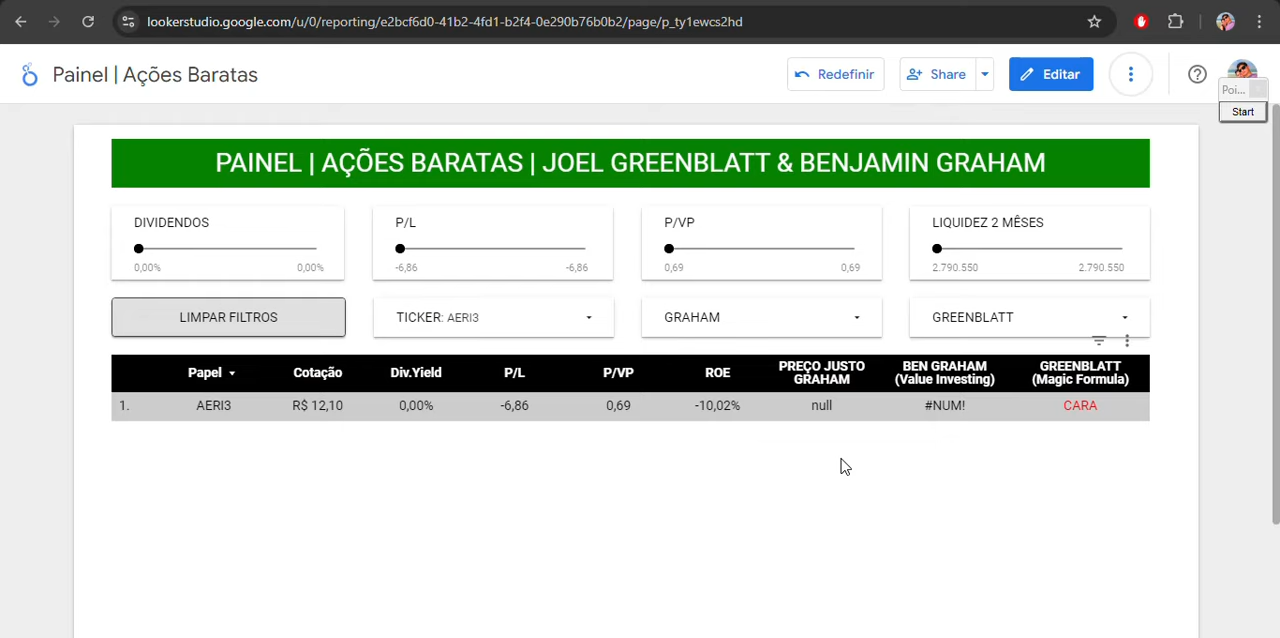 lookerstudio.google.com/u/0/reporting/e2bcf6d0-41b2-4fd1-b2f4-0e290b76b0b2/page/p_ty1ewcs2hd
Painel | Ações Baratas
Redefinir
Share
Editar
Poi...
Start
PAINEL | AÇÕES BARATAS | JOEL GREENBLATT & BENJAMIN GRAHAM
DIVIDENDOS
0,00% 0,00%
P/L
-6,86 -6,86
P/VP
0,69 0,69
LIQUIDEZ 2 MÊSES
2.790.550 2.790.550
LIMPAR FILTROS
TICKER: AERI3
GRAHAM
GREENBLATT
Papel Cotação Div.Yield P/L P/VP ROE PREÇO JUSTO GRAHAM BEN GRAHAM (Value Investing) GREENBLATT (Magic Formula)
1. AERI3 R$ 12,10 0,00% -6,86 0,69 -10,02% null #NUM! CARA